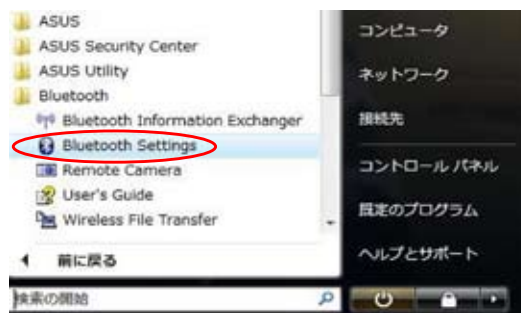 ASUS
ASUS Security Center
ASUS Utility
Bluetooth
Bluetooth Information Exchanger
Bluetooth Settings
Remote Camera
User's Guide
Wireless File Transfer
前に戻る
検索の開始
コンピュータ
ネットワーク
接続先
コントロール パネル
既定のプログラム
ヘルプとサポート